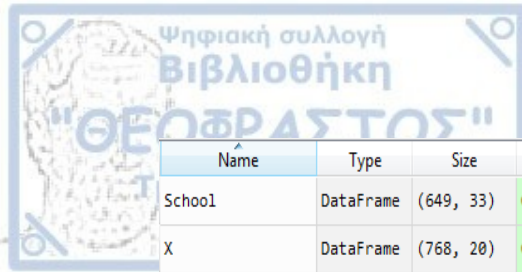 Ψηφιακή συλλογή
Βιβλιοθήκη
"ΘΕΟΦΡΑΣΤΟΣ"
Name Type Size
School DataFrame (649, 33)
X DataFrame (768, 20)